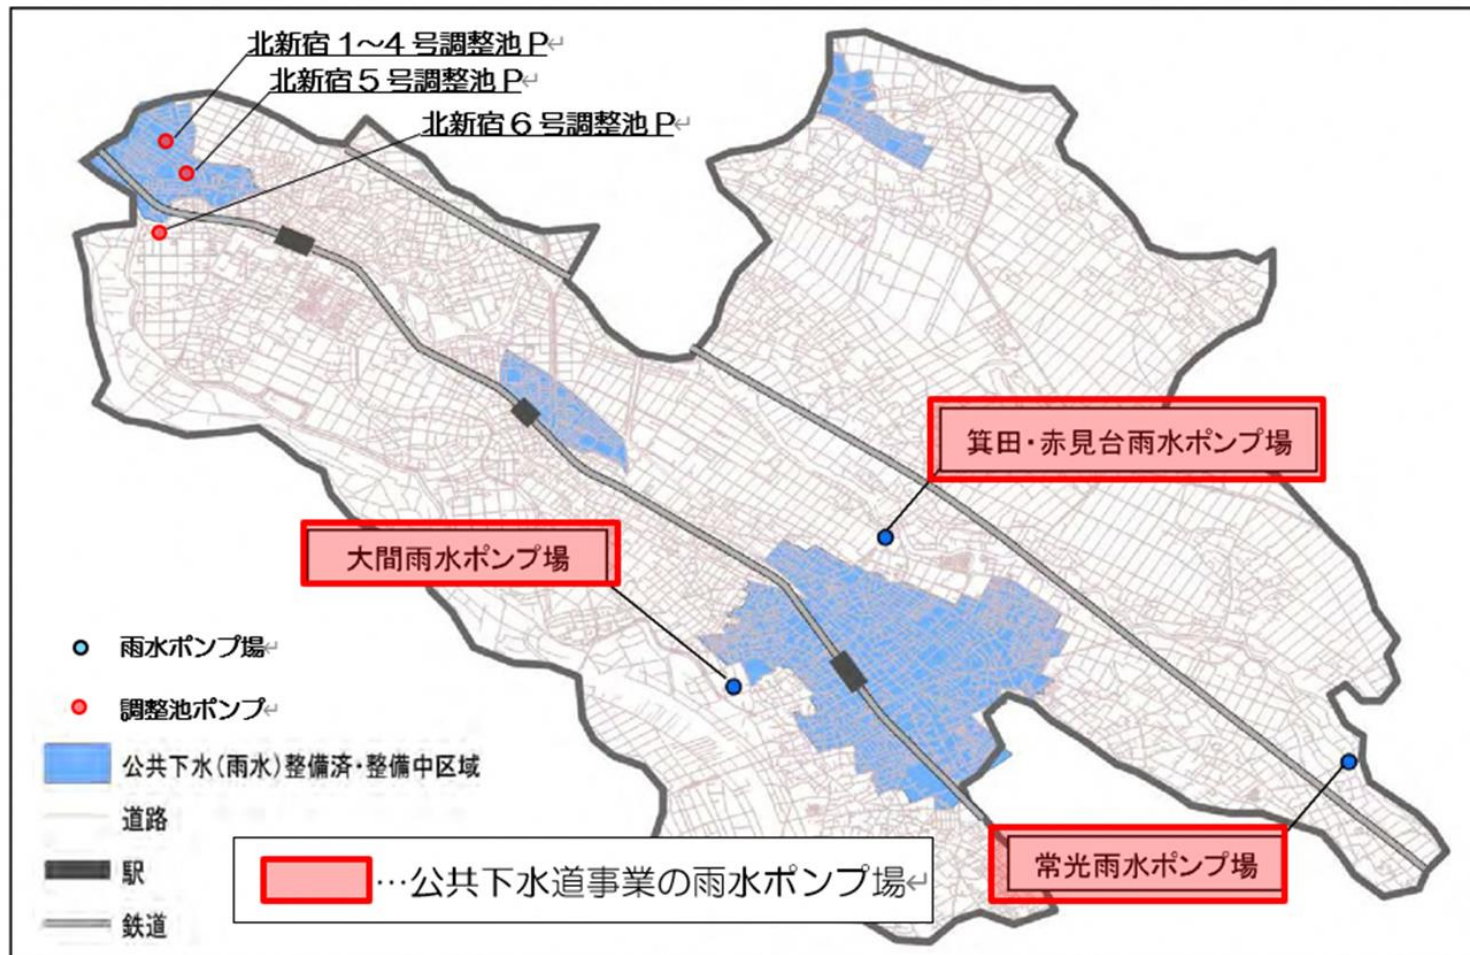 北新宿1～4号調整池P↵
北新宿5号調整池P↵
北新宿6号調整池P↵
箕田・赤見台雨水ポンプ場
大間雨水ポンプ場
雨水ポンプ場↵
調整池ポンプ↵
公共下水(雨水)整備済・整備中区域
道路
駅
鉄道
…公共下水道事業の雨水ポンプ場↵
常光雨水ポンプ場